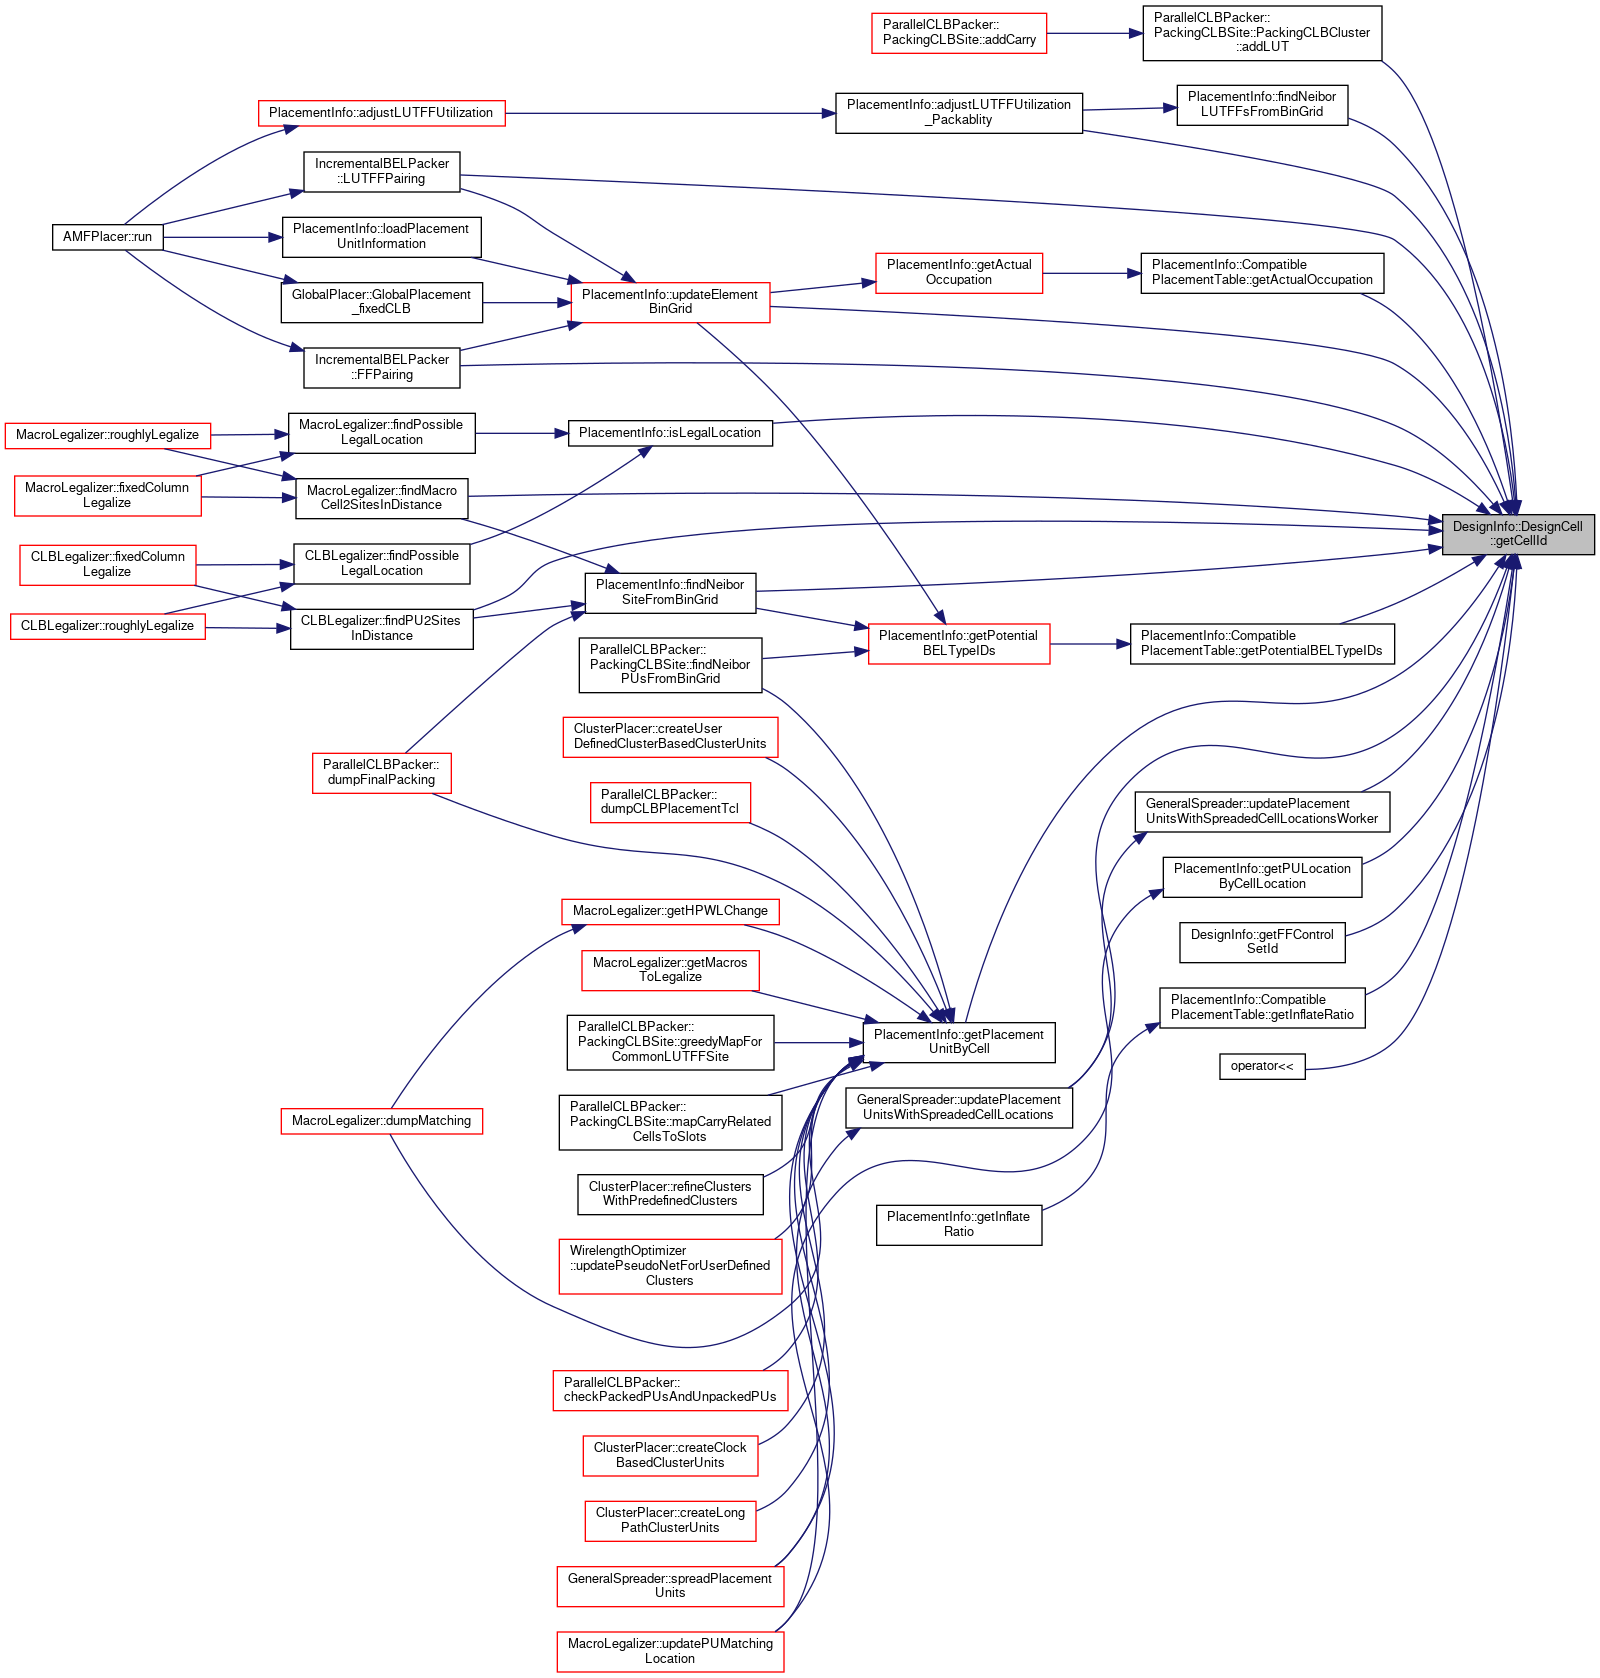 ParallelCLBPacker::
PackingCLBSite::PackingCLBCluster
::addLUT
ParallelCLBPacker::
PackingCLBSite::addCarry
PlacementInfo::findNeibor
LUTFFsFromBinGrid
PlacementInfo::adjustLUTFFUtilization
_Packablity
PlacementInfo::adjustLUTFFUtilization
IncrementalBELPacker
::LUTFFPairing
AMFPlacer::run
PlacementInfo::loadPlacement
UnitInformation
GlobalPlacer::GlobalPlacement
_fixedCLB
PlacementInfo::updateElement
BinGrid
PlacementInfo::getActual
Occupation
PlacementInfo::Compatible
PlacementTable::getActualOccupation
IncrementalBELPacker
::FFPairing
MacroLegalizer::roughlyLegalize
MacroLegalizer::findPossible
LegalLocation
PlacementInfo::isLegalLocation
MacroLegalizer::fixedColumn
Legalize
MacroLegalizer::findMacro
Cell2SitesInDistance
DesignInfo::DesignCell
::getCellId
CLBLegalizer::fixedColumn
Legalize
CLBLegalizer::findPossible
LegalLocation
PlacementInfo::findNeibor
SiteFromBinGrid
CLBLegalizer::roughlyLegalize
CLBLegalizer::findPU2Sites
InDistance
PlacementInfo::getPotential
BELTypeIDs
PlacementInfo::Compatible
PlacementTable::getPotentialBELTypeIDs
ParallelCLBPacker::
PackingCLBSite::findNeibor
PUsFromBinGrid
ClusterPlacer::createUser
DefinedClusterBasedClusterUnits
ParallelCLBPacker::
dumpFinalPacking
ParallelCLBPacker::
dumpCLBPlacementTcl
GeneralSpreader::updatePlacement
UnitsWithSpreadedCellLocationsWorker
PlacementInfo::getPULocation
ByCellLocation
MacroLegalizer::getHPWLChange
DesignInfo::getFFControl
SetId
MacroLegalizer::getMacros
ToLegalize
PlacementInfo::Compatible
PlacementTable::getInflateRatio
ParallelCLBPacker::
PackingCLBSite::greedyMapFor
CommonLUTFFSite
PlacementInfo::getPlacement
UnitByCell
operator<<
MacroLegalizer::dumpMatching
ParallelCLBPacker::
PackingCLBSite::mapCarryRelated
CellsToSlots
GeneralSpreader::updatePlacement
UnitsWithSpreadedCellLocations
ClusterPlacer::refineClusters
WithPredefinedClusters
PlacementInfo::getInflate
Ratio
WirelengthOptimizer
::updatePseudoNetForUserDefined
Clusters
ParallelCLBPacker::
checkPackedPUsAndUnpackedPUs
ClusterPlacer::createClock
BasedClusterUnits
ClusterPlacer::createLong
PathClusterUnits
GeneralSpreader::spreadPlacement
Units
MacroLegalizer::updatePUMatching
Location